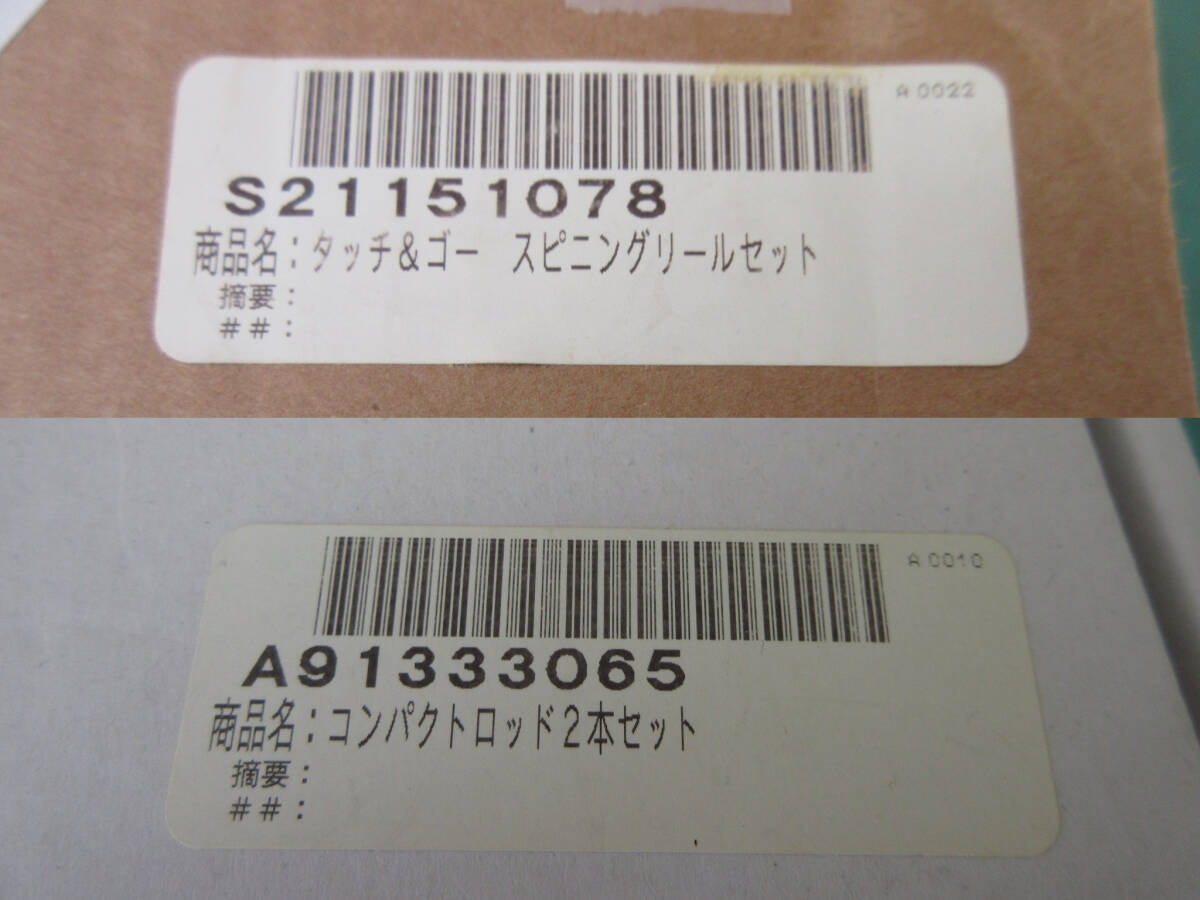 A0022
S21151078
商品名：タッチ＆ゴー　スピニングリールセット
摘要：
＃＃：
A0010
A91333065
商品名：コンパクトロッド２本セット
摘要：
＃＃：